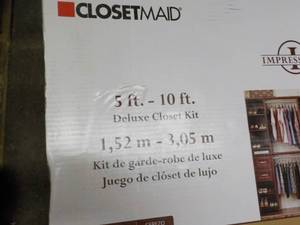 CLOSETMAID
IMPRESS
5 ft. - 10 ft.
Deluxe Closet Kit
1,52 m - 3,05 m
Kit de garde-robe de luxe
Juego de clóset de lujo